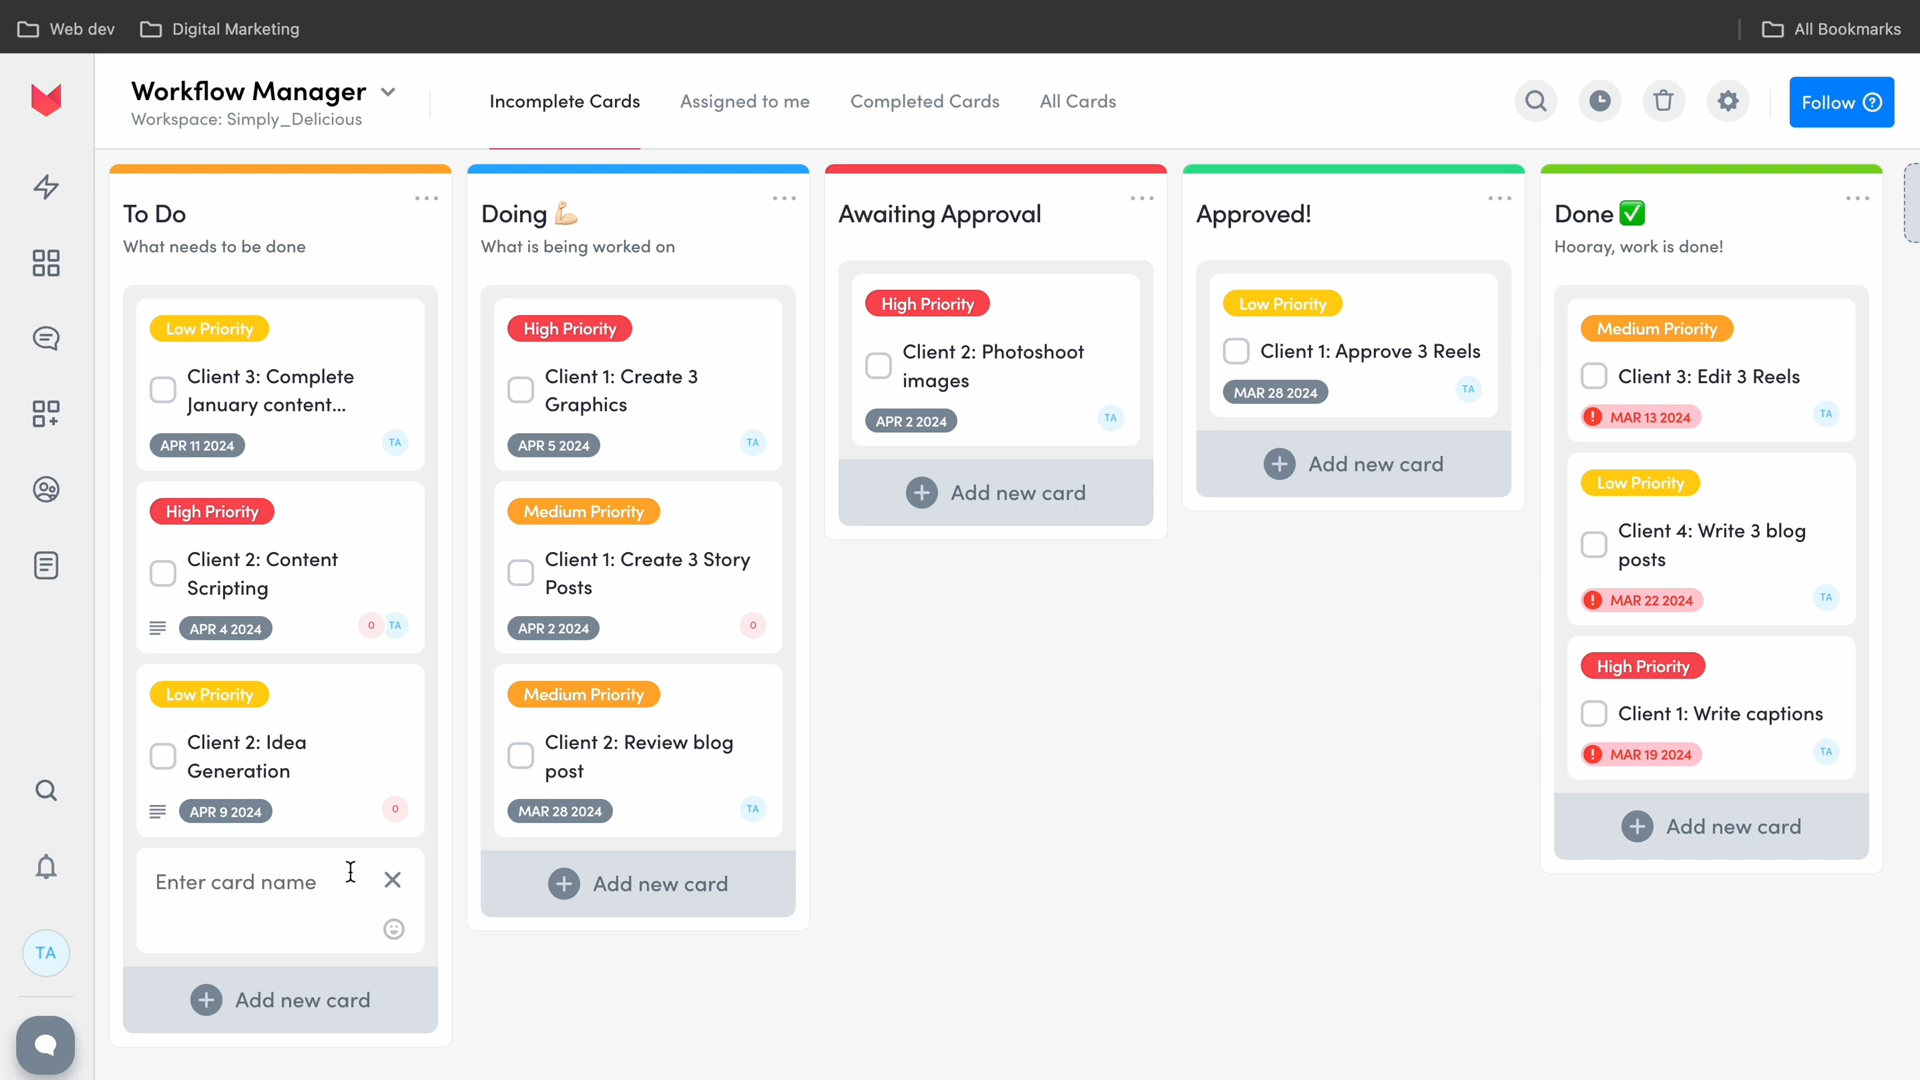 Web dev
Digital Marketing
All Bookmarks
Workflow Manager
Workspace: Simply_Delicious
Incomplete Cards
Assigned to me
Completed Cards
All Cards
Follow
To Do
What needs to be done
Low Priority
Client 3: Complete
January content...
APR 11 2024
TA
High Priority
Client 2: Content
Scripting
APR 4 2024
O
TA
Low Priority
Client 2: Idea
Generation
APR 9 2024
O
Enter card name
Add new card
Doing 💪🏻
What is being worked on
High Priority
Client 1: Create 3
Graphics
APR 5 2024
TA
Medium Priority
Client 1: Create 3 Story
Posts
APR 2 2024
O
Medium Priority
Client 2: Review blog
post
MAR 28 2024
TA
Add new card
Awaiting Approval
High Priority
Client 2: Photoshoot
images
APR 2 2024
TA
Add new card
Approved!
Low Priority
Client 1: Approve 3 Reels
MAR 28 2024
TA
Add new card
Done ✅
Hooray, work is done!
Medium Priority
Client 3: Edit 3 Reels
MAR 13 2024
TA
Low Priority
Client 4: Write 3 blog
posts
MAR 22 2024
TA
High Priority
Client 1: Write captions
MAR 19 2024
TA
Add new card
TA